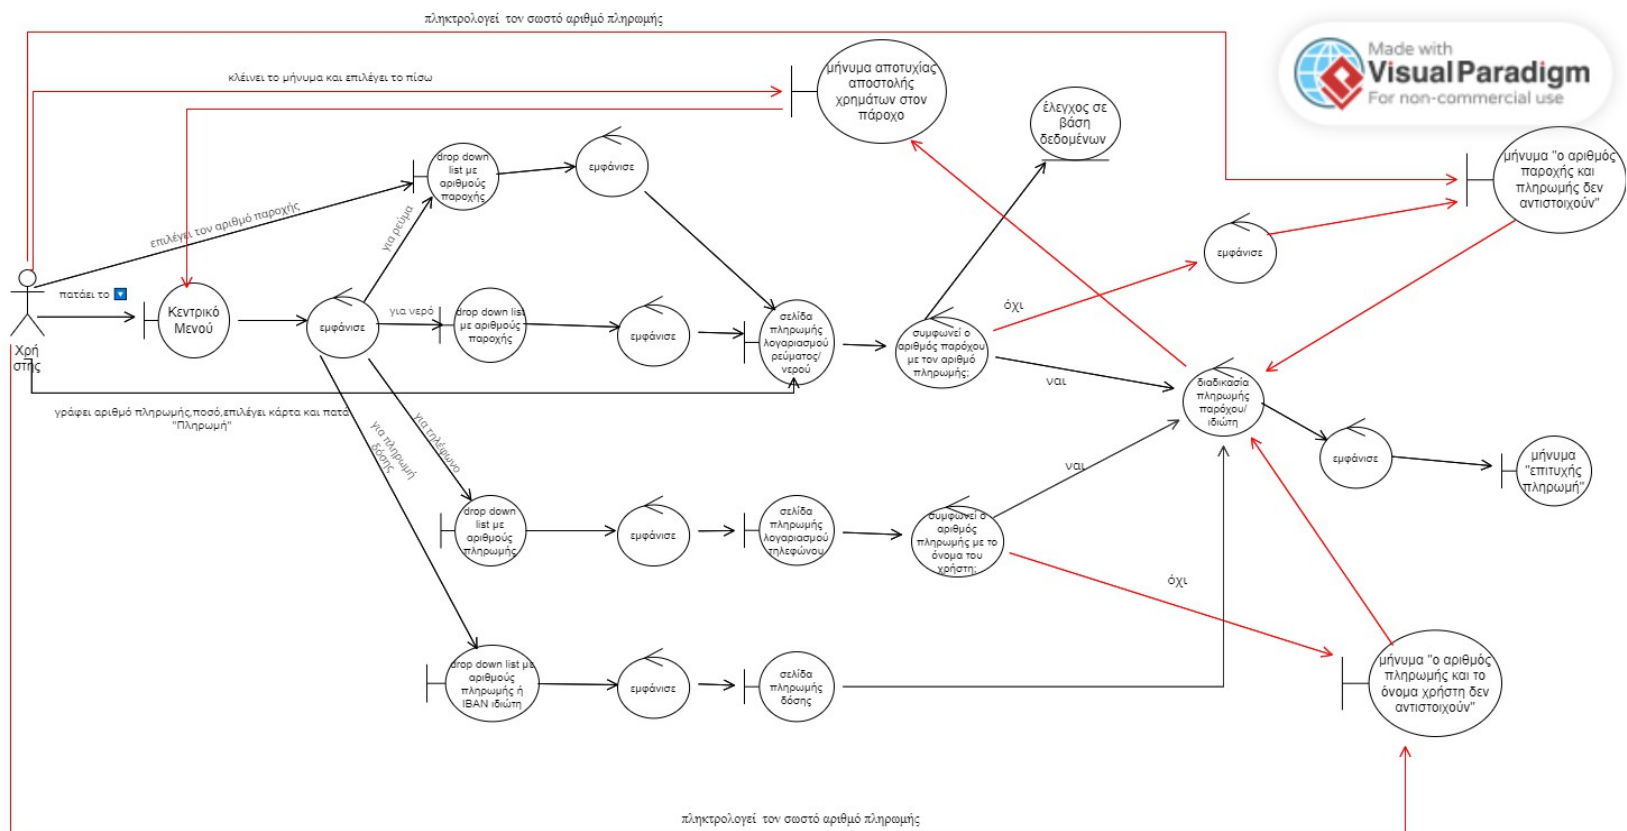 πληκτρολογεί τον σωστό αριθμό πληρωμής
Made with
Visual Paradigm
For non-commercial use
κλείνει το μήνυμα και επιλέγει το πίσω
μήνυμα αποτυχίας
αποστολής
χρημάτων στον
πάροχο
έλεγχος σε
βάση
δεδομένων
μήνυμα "ο αριθμός
παροχής και
πληρωμής δεν
αντιστοιχούν"
drop down
list με
αριθμούς
παροχής
εμφάνισε
επιλέγει τον αριθμό παροχής
για ρεύμα
εμφάνισε
πατάει το
Χρή
στής
Κεντρικό
Μενού
εμφάνισε
για νερό
drop down list
με αριθμούς
παροχής
εμφάνισε
σελίδα
πληρωμής
λογαριασμού
ρεύματος/
νερού
συμφωνεί ο
αριθμός παρόχου
με τον αριθμό
πληρωμής;
όχι
ναι
διαδικασία
πληρωμής
παρόχου/
ιδιώτη
γράφει αριθμό πληρωμής,ποσό,επιλέγει κάρτα και πατά
"Πληρωμή"
για τηλέφωνο
για πληρωμή
δόσης
εμφάνισε
μήνυμα
"επιτυχής
πληρωμή"
drop down
list με
αριθμούς
πληρωμής
εμφάνισε
σελίδα
πληρωμής
λογαριασμού
τηλεφώνου
συμφωνεί ο
αριθμός
πληρωμής με το
όνομα του
χρήστη;
ναι
όχι
drop down list με
αριθμούς
πληρωμής ή
IBAN ιδιώτη
εμφάνισε
σελίδα
πληρωμής
δόσης
μήνυμα "ο αριθμός
πληρωμής και το
όνομα χρήστη δεν
αντιστοιχούν"
πληκτρολογεί τον σωστό αριθμό πληρωμής